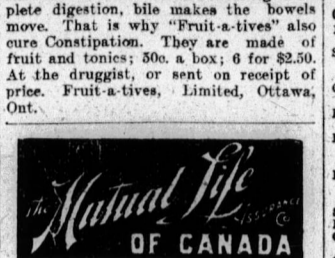 plete digestion, bile makes the bowels
move. That is why "Fruit-a-tives" also
cure Constipation. They are made of
fruit and tonics; 50c. a box; 6 for $2.50.
At the druggist, or sent on receipt of
price. Fruit-a-tives, Limited, Ottawa,
Ont.
The Mutual Life
Assurance Co
OF CANADA